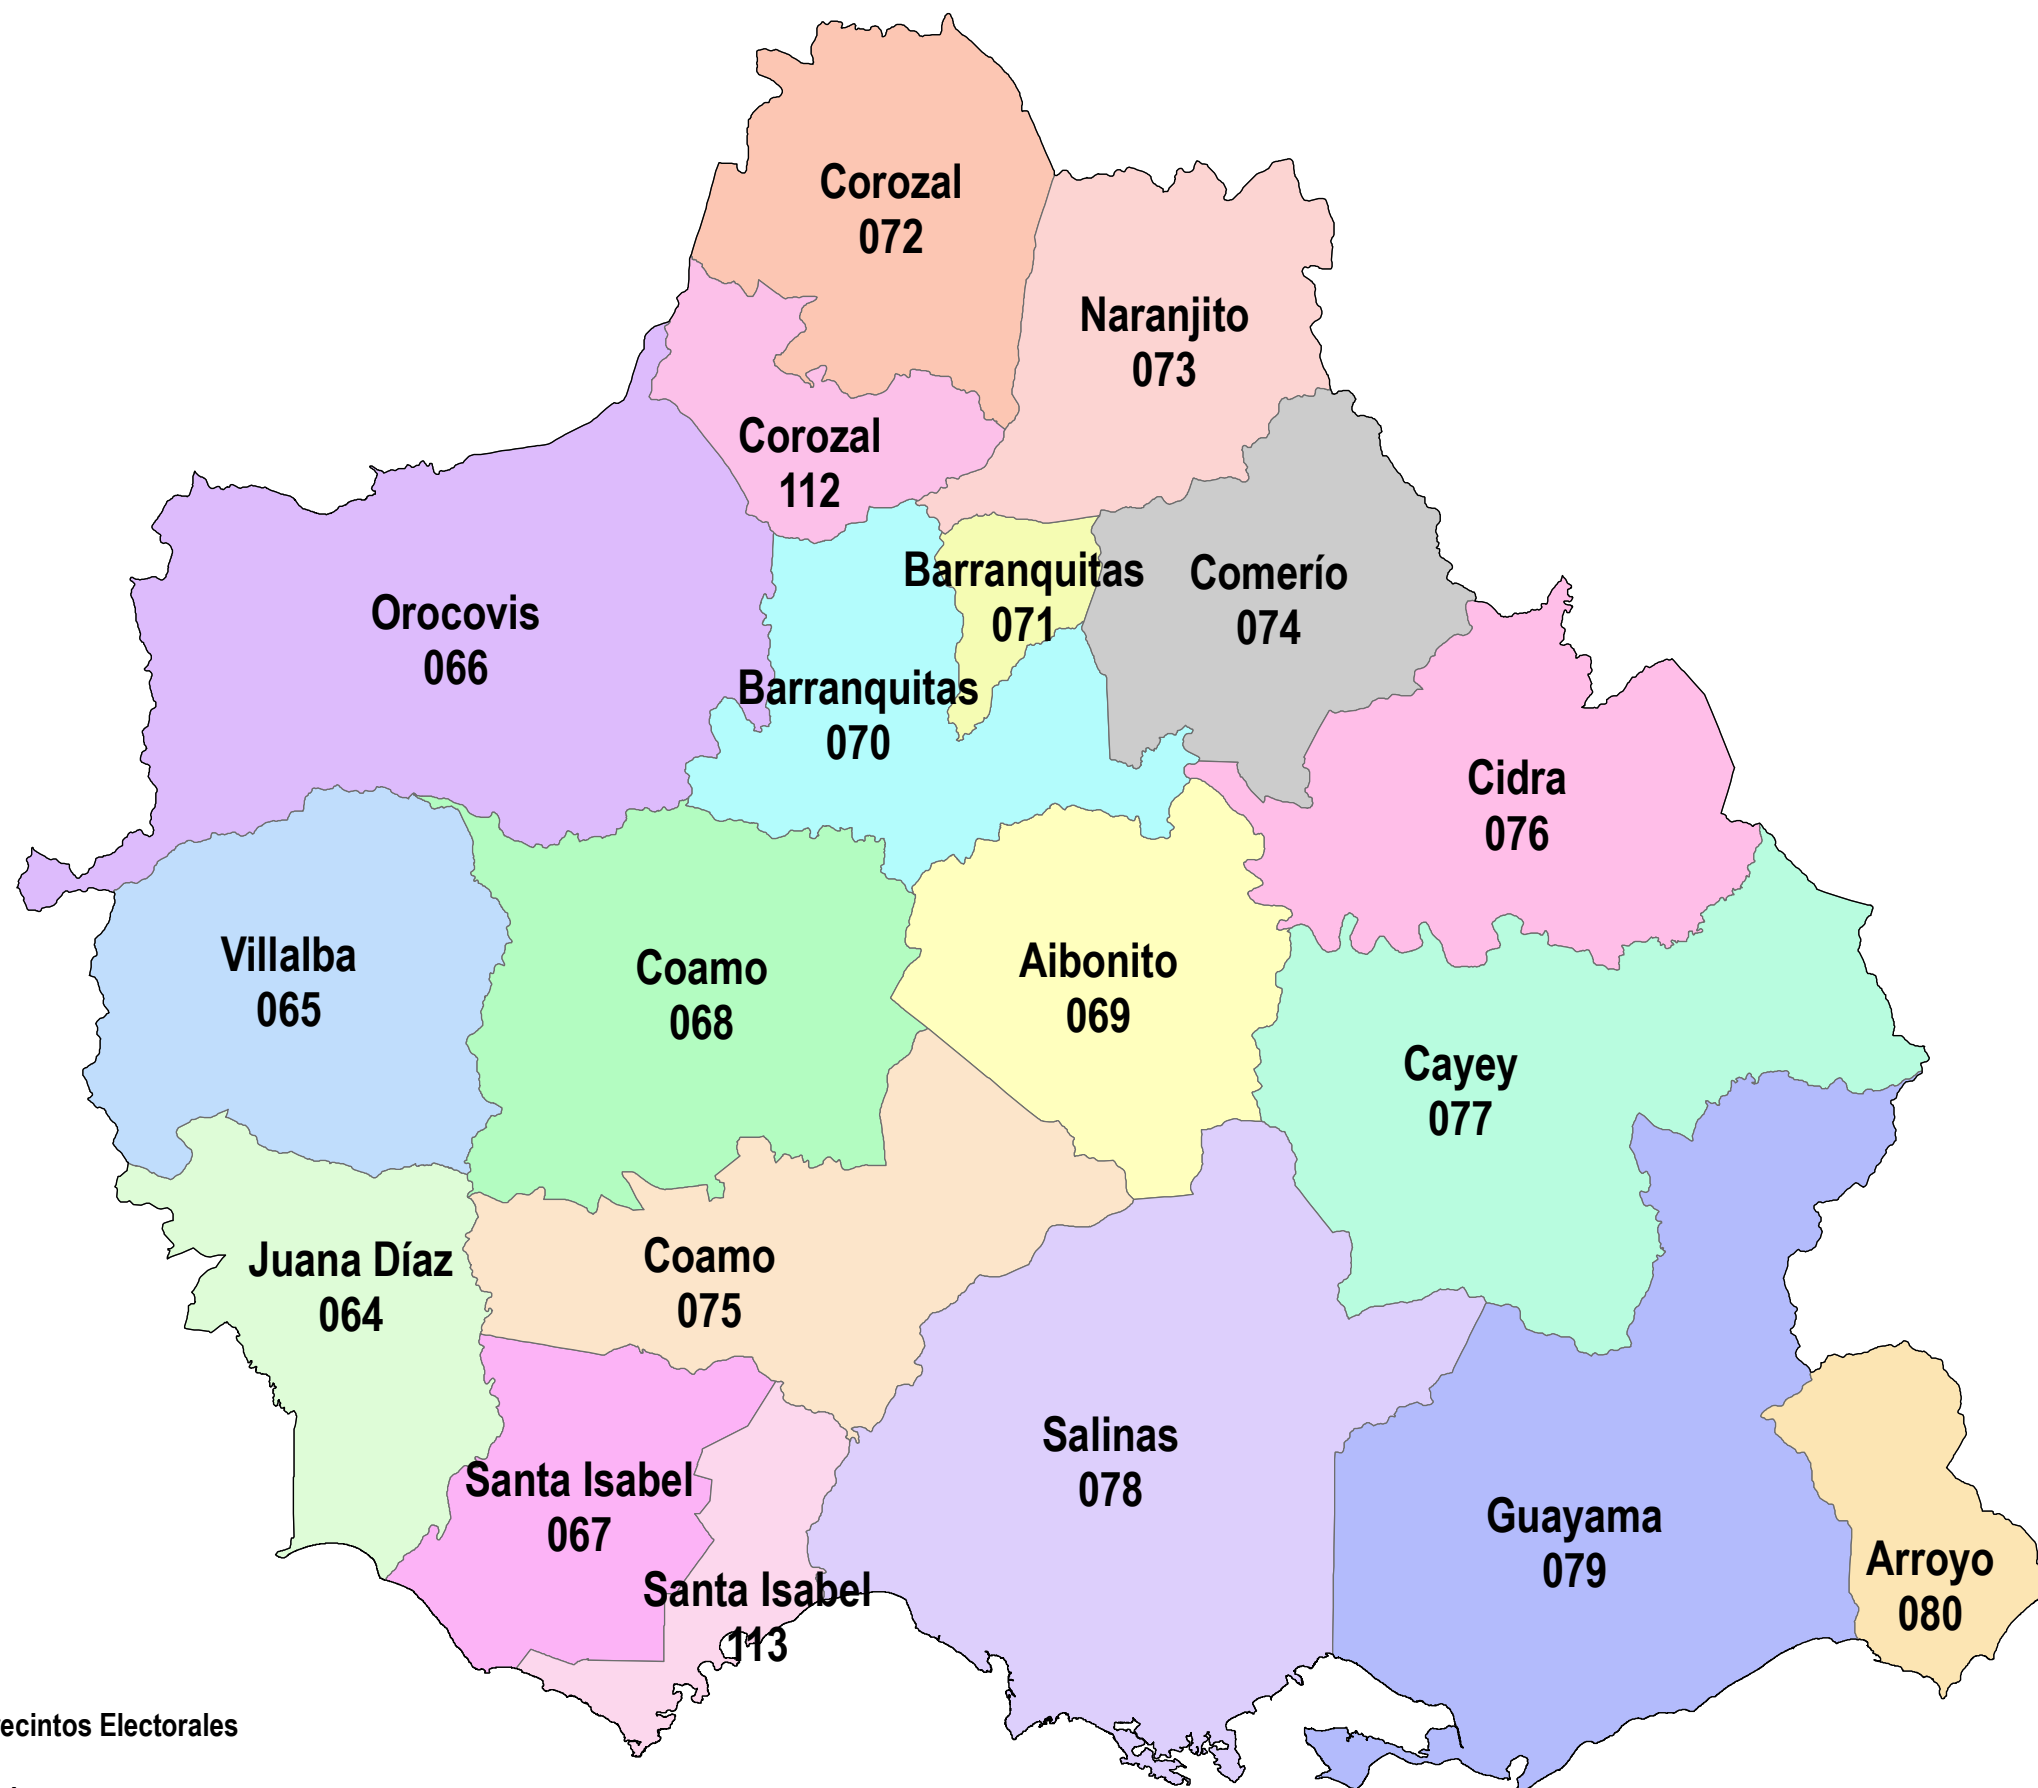 Corozal
072
Naranjito
073
Corozal
112
Barranquitas
071
Comerío
074
Orocovis
066
Barranquitas
070
Cidra
076
Villalba
065
Coamo
068
Aibonito
069
Cayey
077
Juana Díaz
064
Coamo
075
Salinas
078
Santa Isabel
067
Guayama
079
Arroyo
080
Santa Isabel
113
ecintos Electorales